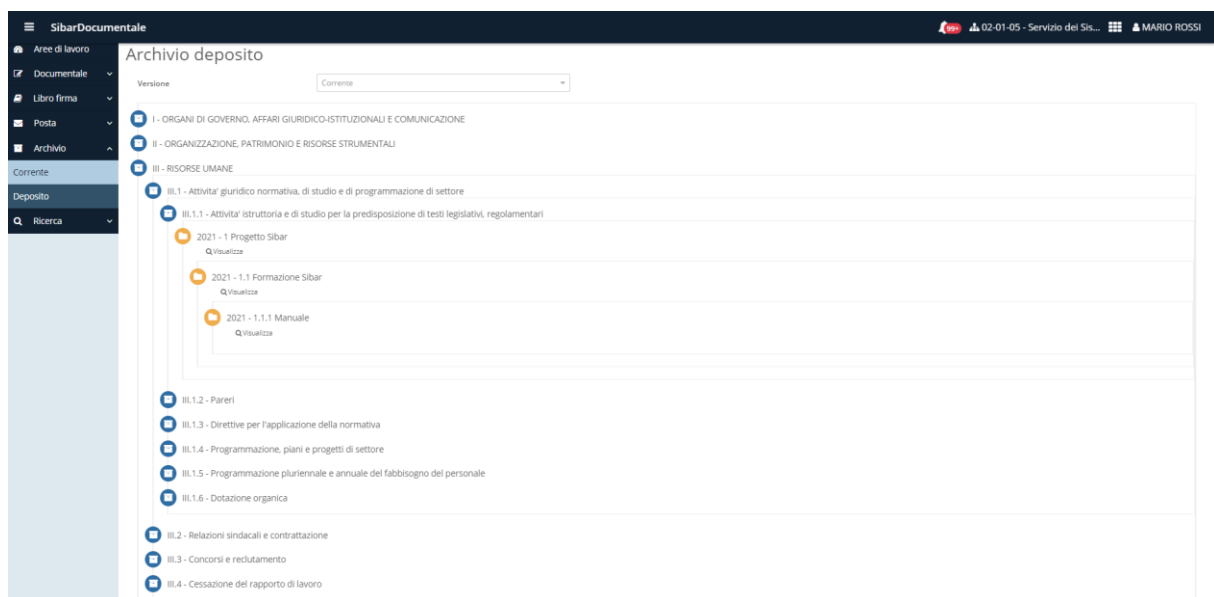 SibarDocumentale
99+
02-01-05 - Servizio dei Sis...
MARIO ROSSI
Aree di lavoro
Documentale
Libro firma
Posta
Archivio
Corrente
Deposito
Ricerca
Archivio deposito
Versione
Corrente
I - ORGANI DI GOVERNO, AFFARI GIURIDICO-ISTITUZIONALI E COMUNICAZIONE
II - ORGANIZZAZIONE, PATRIMONIO E RISORSE STRUMENTALI
III - RISORSE UMANE
III.1 - Attivita' giuridico normativa, di studio e di programmazione di settore
III.1.1 - Attivita' istruttoria e di studio per la predisposizione di testi legislativi, regolamentari
2021 - 1 Progetto Sibar
Visualizza
2021 - 1.1 Formazione Sibar
Visualizza
2021 - 1.1.1 Manuale
Visualizza
III.1.2 - Pareri
III.1.3 - Direttive per l'applicazione della normativa
III.1.4 - Programmazione, piani e progetti di settore
III.1.5 - Programmazione pluriennale e annuale del fabbisogno del personale
III.1.6 - Dotazione organica
III.2 - Relazioni sindacali e contrattazione
III.3 - Concorsi e reclutamento
III.4 - Cessazione del rapporto di lavoro